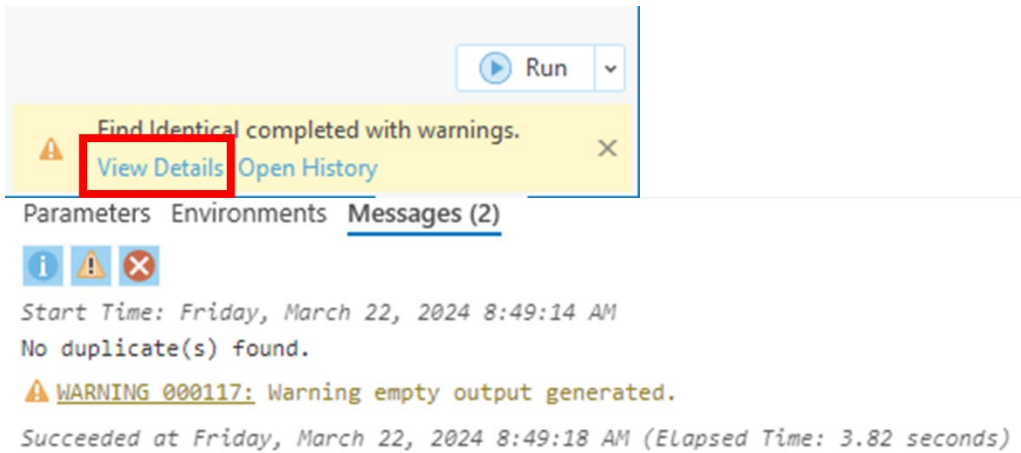 Run
Find Identical completed with warnings.
View Details Open History
Parameters Environments Messages (2)
Start Time: Friday, March 22, 2024 8:49:14 AM
No duplicate(s) found.
WARNING 000117: Warning empty output generated.
Succeeded at Friday, March 22, 2024 8:49:18 AM (Elapsed Time: 3.82 seconds)